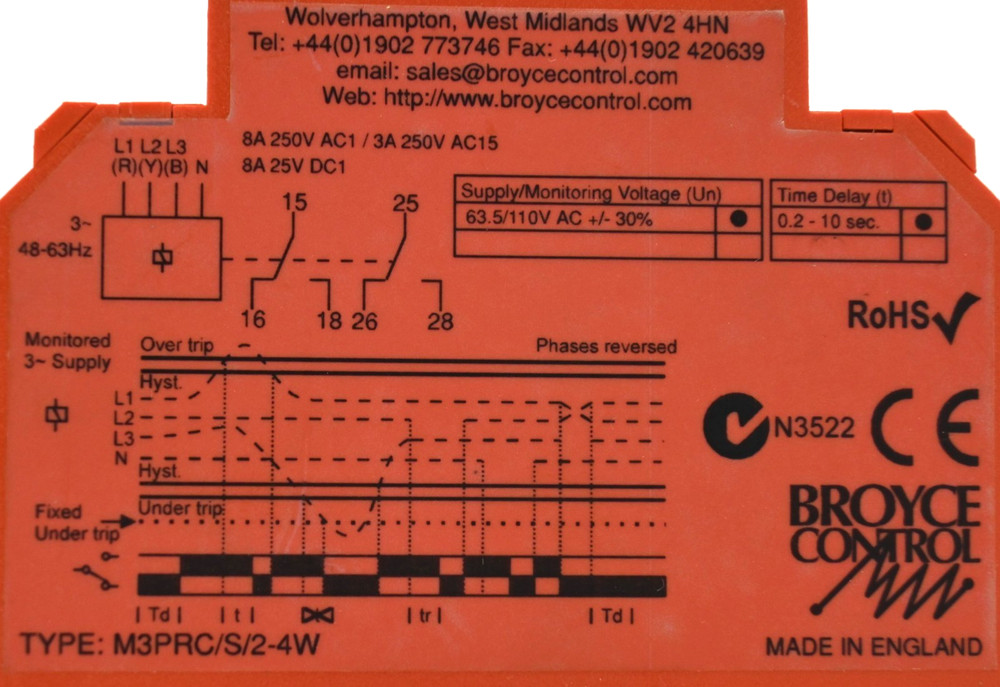 Wolverhampton, West Midlands WV2 4HN
Tel: +44(0)1902 773746 Fax: +44(0)1902 420639
email: sales@broycecontrol.com
Web: http://www.broycecontrol.com
8A 250V AC1 / 3A 250V AC15
8A 25V DC1
L1 L2 L3
(R)(Y)(B) N
3~
48-63Hz
15
25
16
18
26
28
Supply/Monitoring Voltage (Un)
63.5/110V AC +/- 30%
Time Delay (t)
0.2 - 10 sec.
RoHS
Monitored
3~ Supply
Over trip
Phases reversed
Hyst.
L1
L2
L3
N
Hyst.
Under trip
Fixed
Under trip
Td
t
tr
Td
N3522
CE
BROYCE
CONTROL
TYPE: M3PRC/S/2-4W
MADE IN ENGLAND